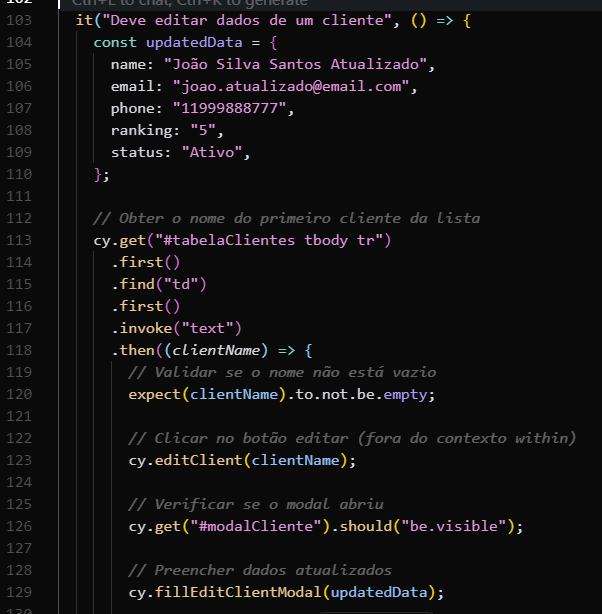 102 Ctrl+L to chat, Ctrl+K to generate
103 it("Deve editar dados de um cliente", () => {
104 const updatedData = {
105 name: "João Silva Santos Atualizado",
106 email: "joao.atualizado@email.com",
107 phone: "11999888777",
108 ranking: "5",
109 status: "Ativo",
110 };
111
112 // Obter o nome do primeiro cliente da lista
113 cy.get("#tabelaClientes tbody tr")
114 .first()
115 .find("td")
116 .first()
117 .invoke("text")
118 .then((clientName) => {
119 // Validar se o nome não está vazio
120 expect(clientName).to.not.be.empty;
121
122 // Clicar no botão editar (fora do contexto within)
123 cy.editClient(clientName);
124
125 // Verificar se o modal abriu
126 cy.get("#modalCliente").should("be.visible");
127
128 // Preencher dados atualizados
129 cy.fillEditClientModal(updatedData);
130